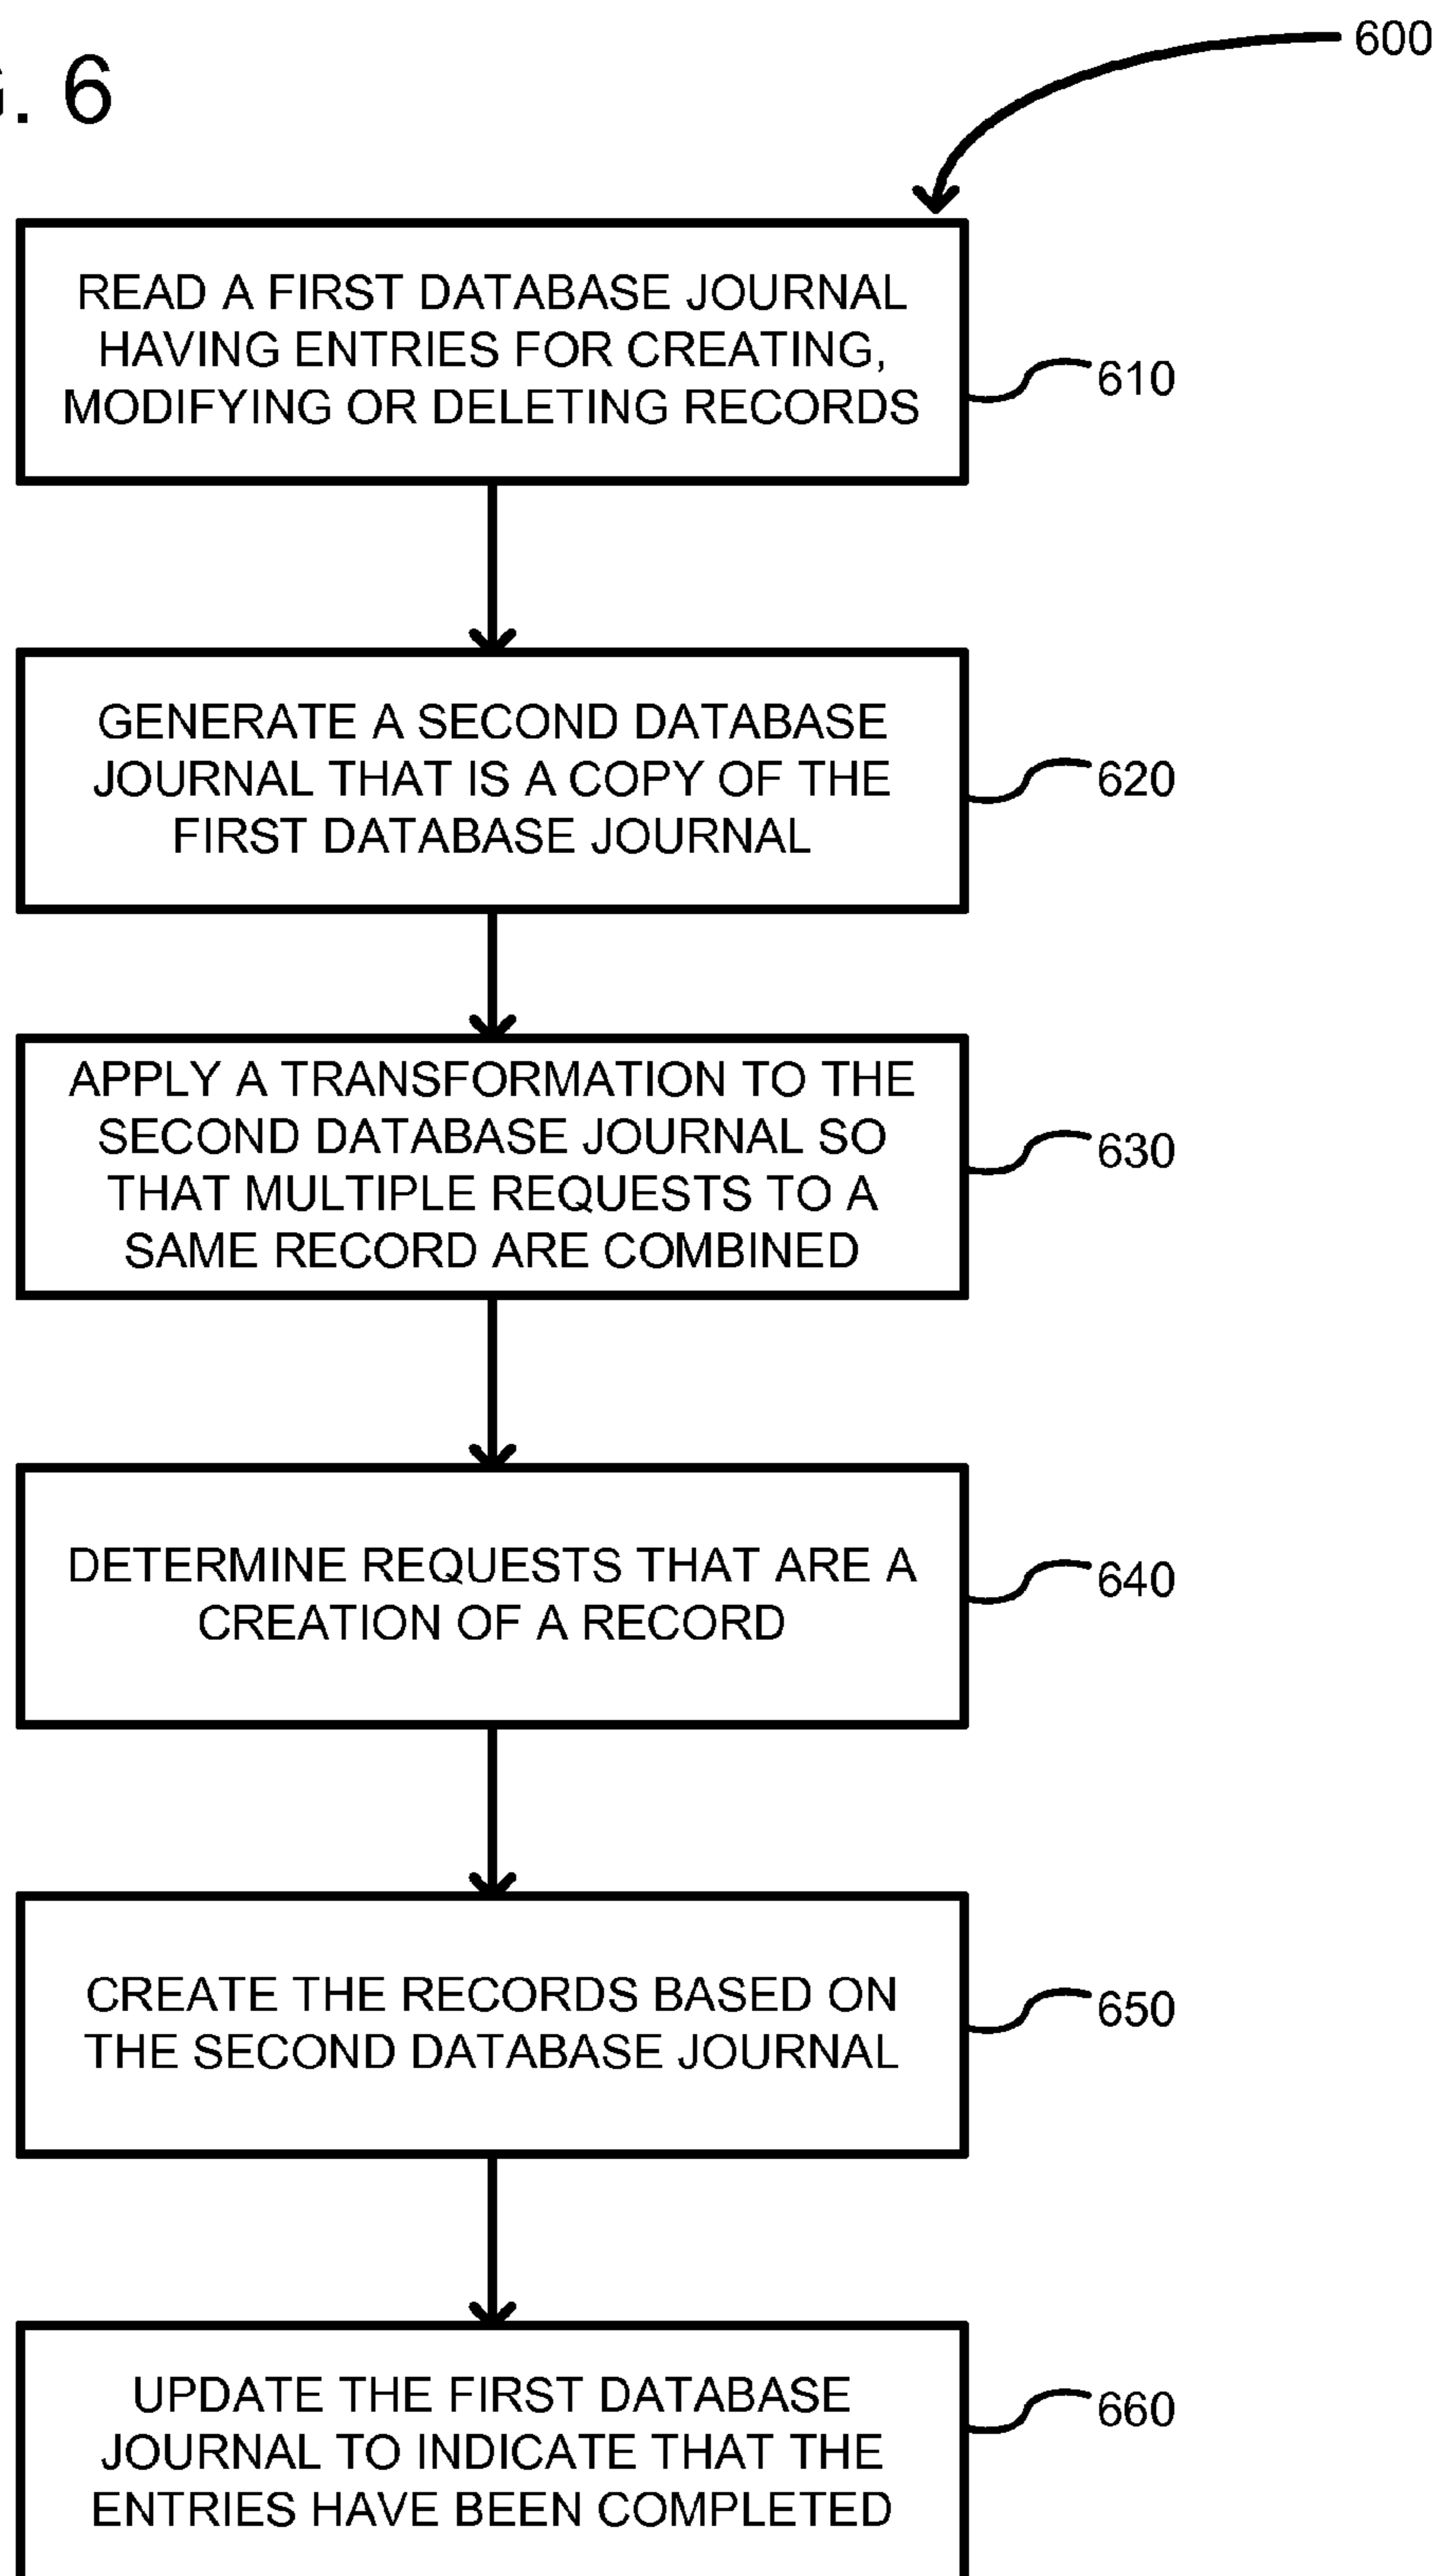 . 6
600
READ A FIRST DATABASE JOURNAL
HAVING ENTRIES FOR CREATING,
MODIFYING OR DELETING RECORDS
610
GENERATE A SECOND DATABASE
JOURNAL THAT IS A COPY OF THE
FIRST DATABASE JOURNAL
620
APPLY A TRANSFORMATION TO THE
SECOND DATABASE JOURNAL SO
THAT MULTIPLE REQUESTS TO A
SAME RECORD ARE COMBINED
630
DETERMINE REQUESTS THAT ARE A
CREATION OF A RECORD
640
CREATE THE RECORDS BASED ON
THE SECOND DATABASE JOURNAL
650
UPDATE THE FIRST DATABASE
JOURNAL TO INDICATE THAT THE
ENTRIES HAVE BEEN COMPLETED
660